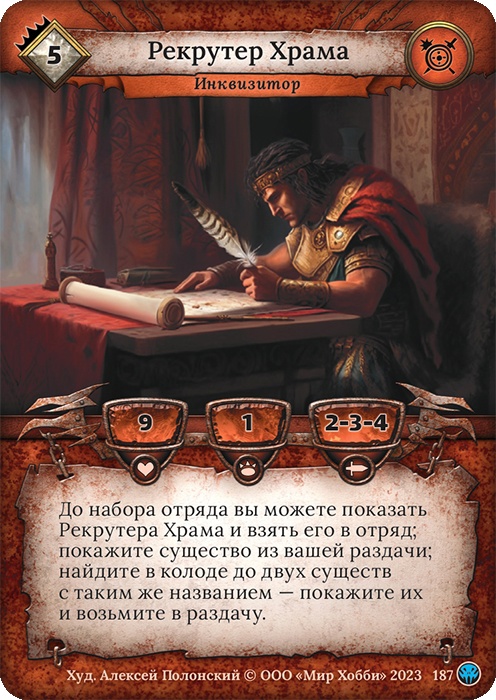 5
Рекрутер Храма
Инквизитор
9
1
2-3-4
До набора отряда вы можете показать
Рекрутера Храма и взять его в отряд;
покажите существо из вашей раздачи;
найдите в колоде до двух существ
с таким же названием — покажите их
и возьмите в раздачу.
Худ. Алексей Полонский © ООО «Мир Хобби» 2023 187